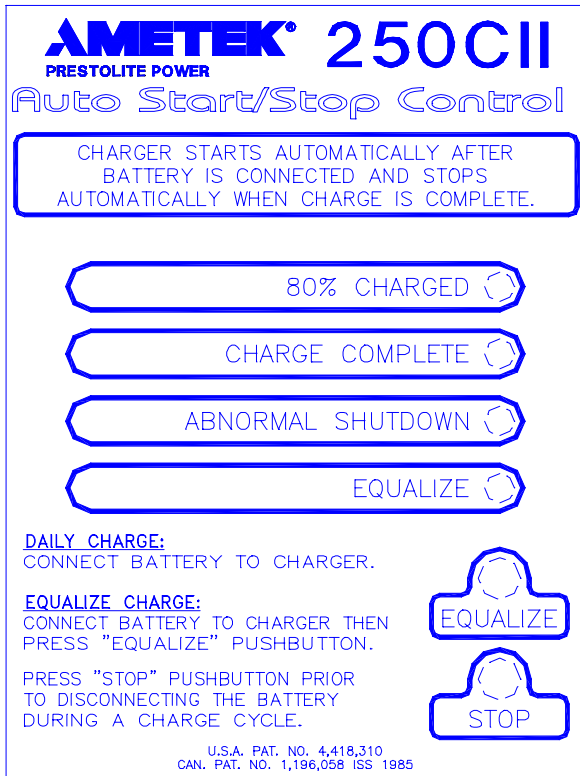 AMETEK® 250CII
PRESTOLITE POWER
Auto Start/Stop Control
CHARGER STARTS AUTOMATICALLY AFTER
BATTERY IS CONNECTED AND STOPS
AUTOMATICALLY WHEN CHARGE IS COMPLETE.
80% CHARGED
CHARGE COMPLETE
ABNORMAL SHUTDOWN
EQUALIZE
DAILY CHARGE:
CONNECT BATTERY TO CHARGER.
EQUALIZE CHARGE:
CONNECT BATTERY TO CHARGER THEN
PRESS "EQUALIZE" PUSHBUTTON.
PRESS "STOP" PUSHBUTTON PRIOR
TO DISCONNECTING THE BATTERY
DURING A CHARGE CYCLE.
EQUALIZE
STOP
U.S.A. PAT. NO. 4,418,310
CAN. PAT. NO. 1,196,058 ISS 1985